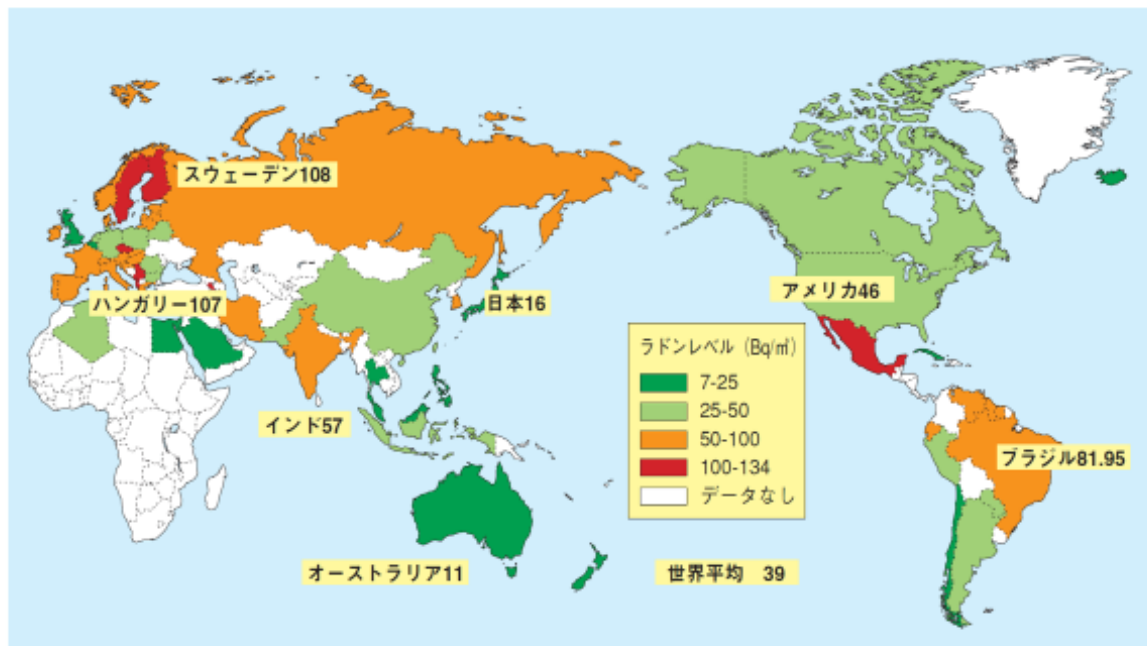 スウェーデン108
ハンガリー107
日本16
アメリカ46
ラドンレベル（Bq/㎥）
7-25
25-50
50-100
100-134
データなし
インド57
ブラジル81.95
オーストラリア11
世界平均　39